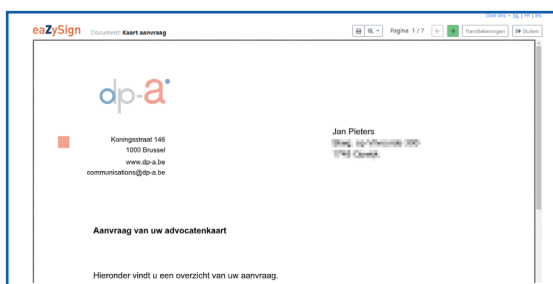 Over ons - NL | FR | EN
eaZySign Document: Kaart aanvraag Pagina 1 / 7 Handtekeningen Sluiten
dp-a
Koningsstraat 146
1000 Brussel
www.dp-a.be
communications@dp-a.be
Jan Pieters
Aanvraag van uw advocatenkaart
Hieronder vindt u een overzicht van uw aanvraag.